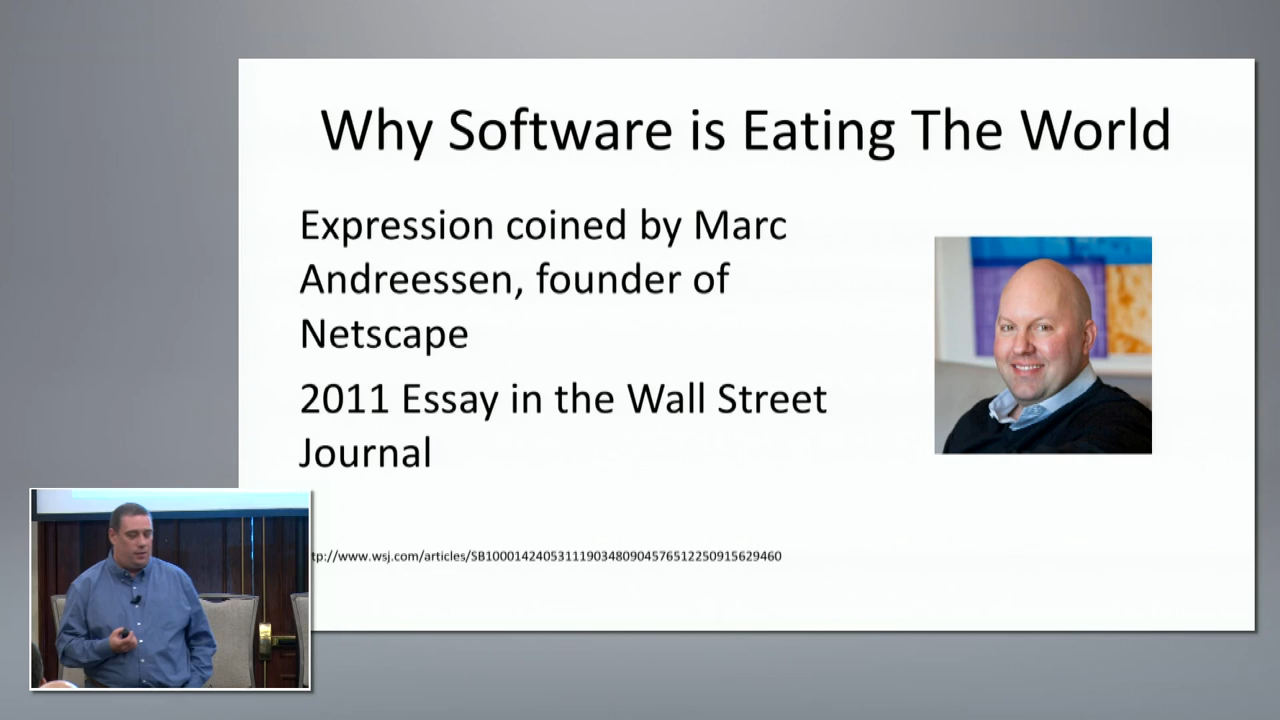 Why Software is Eating The World
Expression coined by Marc
Andreessen, founder of
Netscape
2011 Essay in the Wall Street
Journal
tp://www.wsj.com/articles/SB10001424053111903480904576512250915629460